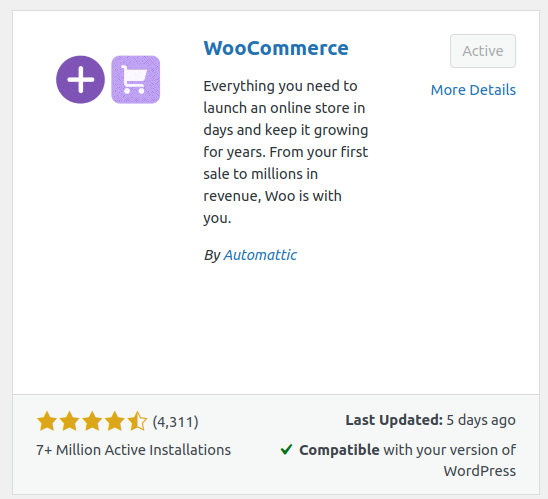 WooCommerce
Active
More Details
Everything you need to
launch an online store in
days and keep it growing
for years. From your first
sale to millions in
revenue, Woo is with
you.
By Automattic
(4,311)
Last Updated: 5 days ago
7+ Million Active Installations
Compatible with your version of
WordPress